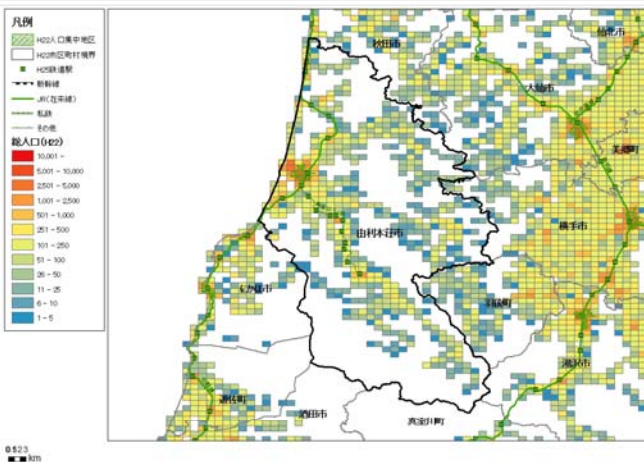 凡例
H22人口集中地区
H22市区町村境界
H25鉄道駅
新幹線
JR(在来線)
私鉄
その他
総人口(H22)
10,001 -
5,001 - 10,000
2,501 - 5,000
1,001 - 2,500
501 - 1,000
251 - 500
101 - 250
51 - 100
26 - 50
11 - 25
6 - 10
1 - 5
秋田市
仙北市
大仙市
美郷町
横手市
由利本荘市
にかほ市
羽後町
湯沢市
遊佐町
酒田市
真室川町
0 1 2 3
km